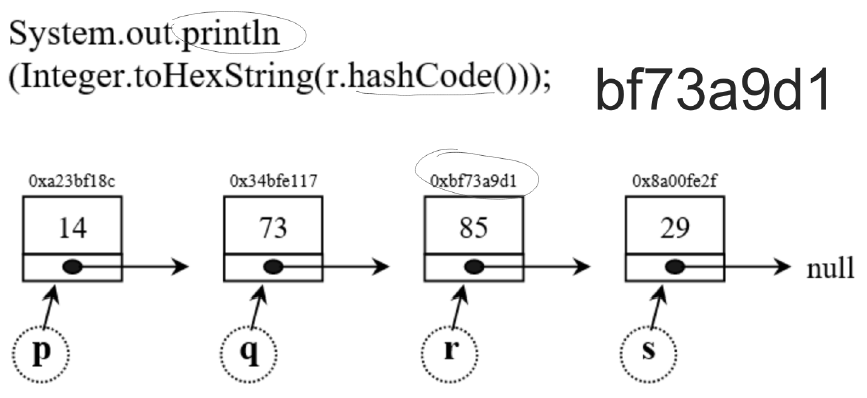 System.out.println
(Integer.toHexString(r.hashCode()));
bf73a9d1
0xa23bf18c 0x34bfe117 0xbf73a9d1 0x8a00fe2f
14 73 85 29
null
p q r s